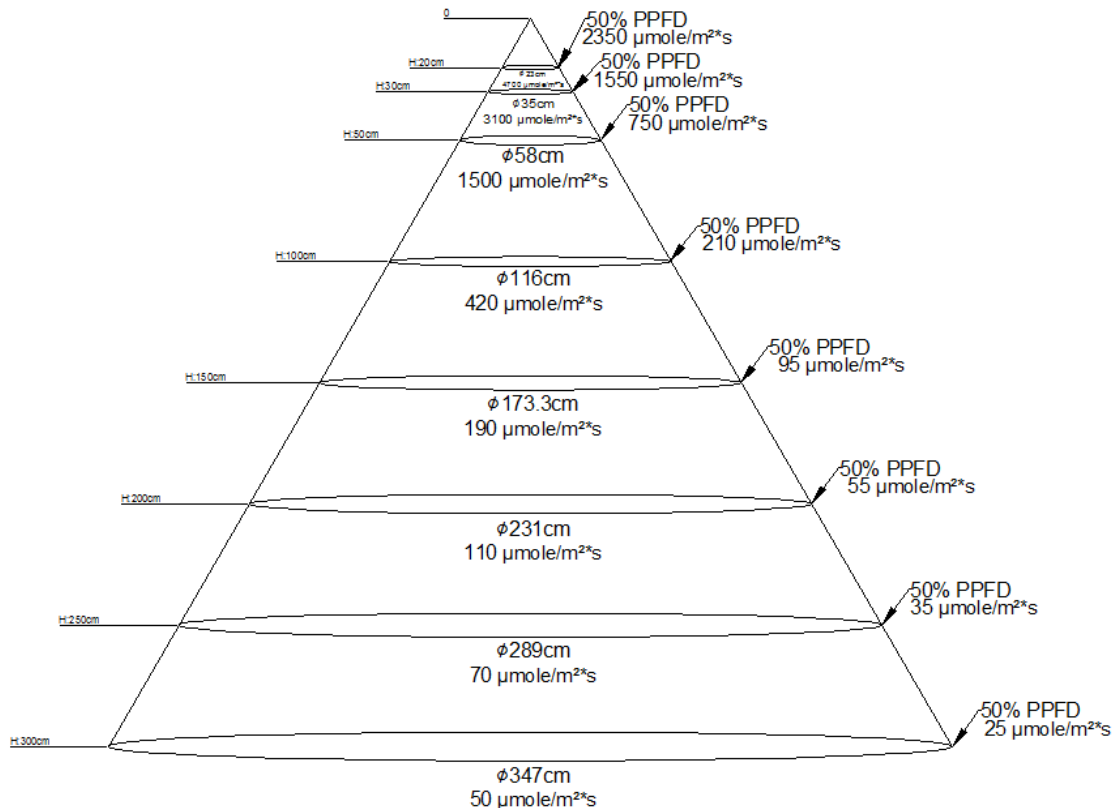 0
50% PPFD
2350 µmole/m²*s
H:20cm
ϕ23cm
4700 µmole/m²*s
50% PPFD
1550 µmole/m²*s
H:30cm
ϕ35cm
3100 µmole/m²*s
50% PPFD
750 µmole/m²*s
H:50cm
ϕ58cm
1500 µmole/m²*s
50% PPFD
210 µmole/m²*s
H:100cm
ϕ116cm
420 µmole/m²*s
50% PPFD
95 µmole/m²*s
H:150cm
ϕ173.3cm
190 µmole/m²*s
50% PPFD
55 µmole/m²*s
H:200cm
ϕ231cm
110 µmole/m²*s
50% PPFD
35 µmole/m²*s
H:250cm
ϕ289cm
70 µmole/m²*s
50% PPFD
25 µmole/m²*s
H:300cm
ϕ347cm
50 µmole/m²*s